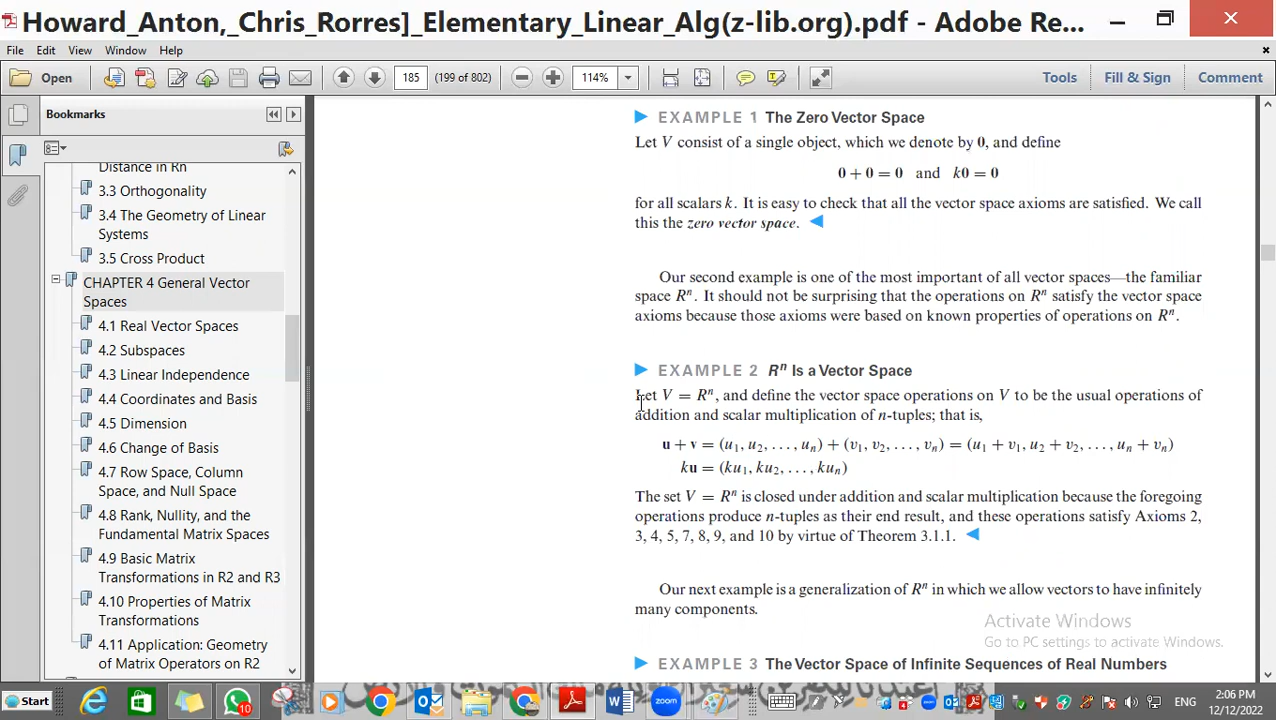 Howard_Anton,_Chris_Rorres]_Elementary_Linear_Alg(z-lib.org).pdf - Adobe Re...
File Edit View Window Help
Open 185 (199 of 802) 114% Tools Fill & Sign Comment
Bookmarks
Distance in Rn
3.3 Orthogonality
3.4 The Geometry of Linear
Systems
3.5 Cross Product
CHAPTER 4 General Vector
Spaces
4.1 Real Vector Spaces
4.2 Subspaces
4.3 Linear Independence
4.4 Coordinates and Basis
4.5 Dimension
4.6 Change of Basis
4.7 Row Space, Column
Space, and Null Space
4.8 Rank, Nullity, and the
Fundamental Matrix Spaces
4.9 Basic Matrix
Transformations in R2 and R3
4.10 Properties of Matrix
Transformations
4.11 Application: Geometry
of Matrix Operators on R2
EXAMPLE 1 The Zero Vector Space
Let V consist of a single object, which we denote by 0, and define
0 + 0 = 0 and k0 = 0
for all scalars k. It is easy to check that all the vector space axioms are satisfied. We call
this the zero vector space.
Our second example is one of the most important of all vector spaces—the familiar
space Rⁿ. It should not be surprising that the operations on Rⁿ satisfy the vector space
axioms because those axioms were based on known properties of operations on Rⁿ.
EXAMPLE 2 Rⁿ Is a Vector Space
Let V = Rⁿ, and define the vector space operations on V to be the usual operations of
addition and scalar multiplication of n-tuples; that is,
u + v = (u₁, u₂, . . . , uₙ) + (v₁, v₂, . . . , vₙ) = (u₁ + v₁, u₂ + v₂, . . . , uₙ + vₙ)
ku = (ku₁, ku₂, . . . , kuₙ)
The set V = Rⁿ is closed under addition and scalar multiplication because the foregoing
operations produce n-tuples as their end result, and these operations satisfy Axioms 2,
3, 4, 5, 7, 8, 9, and 10 by virtue of Theorem 3.1.1.
Our next example is a generalization of Rⁿ in which we allow vectors to have infinitely
many components.
Activate Windows
Go to PC settings to activate Windows.
EXAMPLE 3 The Vector Space of Infinite Sequences of Real Numbers
Start 10 zoom ENG
2:06 PM
12/12/2022